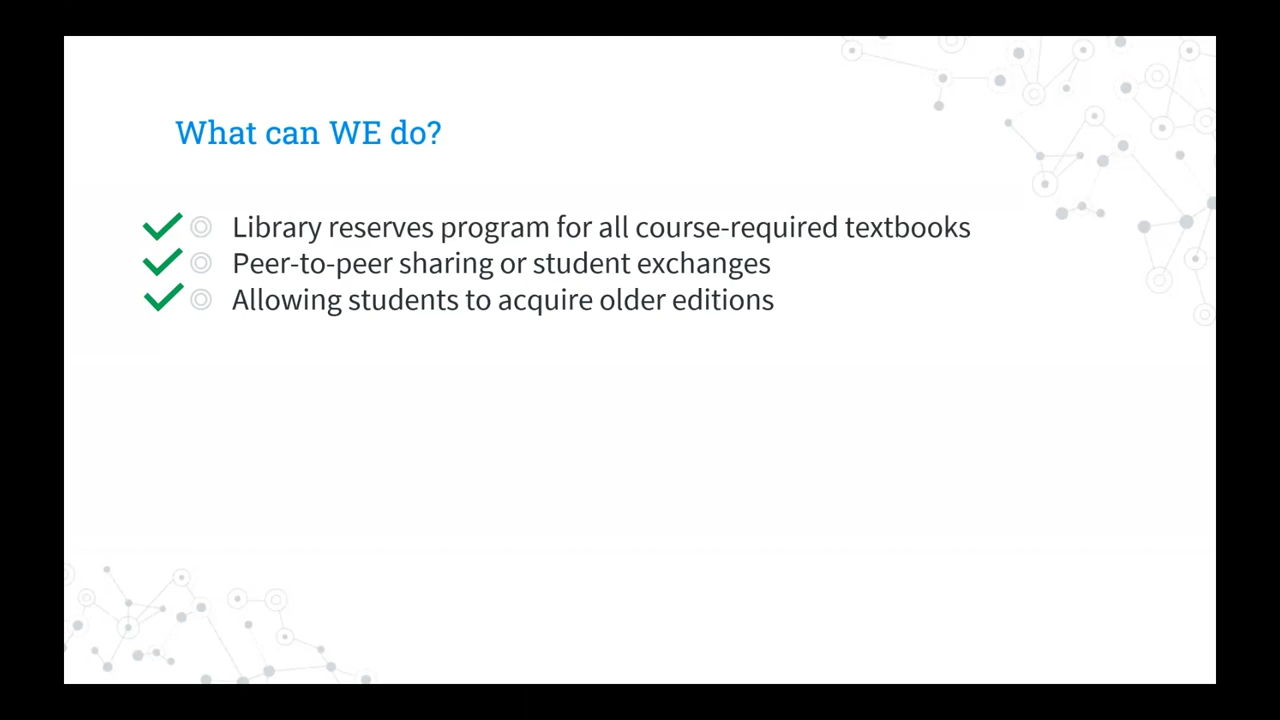 What can WE do?
Library reserves program for all course-required textbooks
Peer-to-peer sharing or student exchanges
Allowing students to acquire older editions